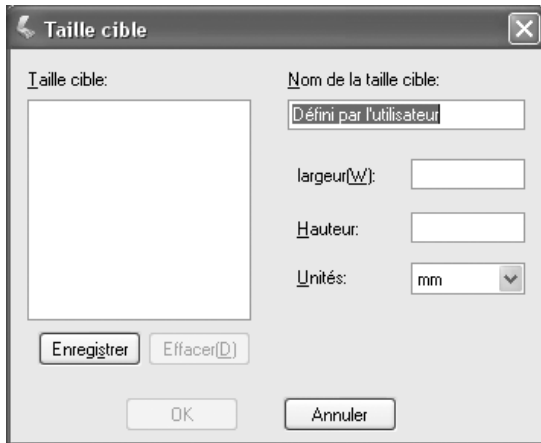 Taille cible
Taille cible:
Nom de la taille cible:
Défini par l'utilisateur
largeur(W):
Hauteur:
Unités:
mm
Enregistrer
Effacer(D)
OK
Annuler